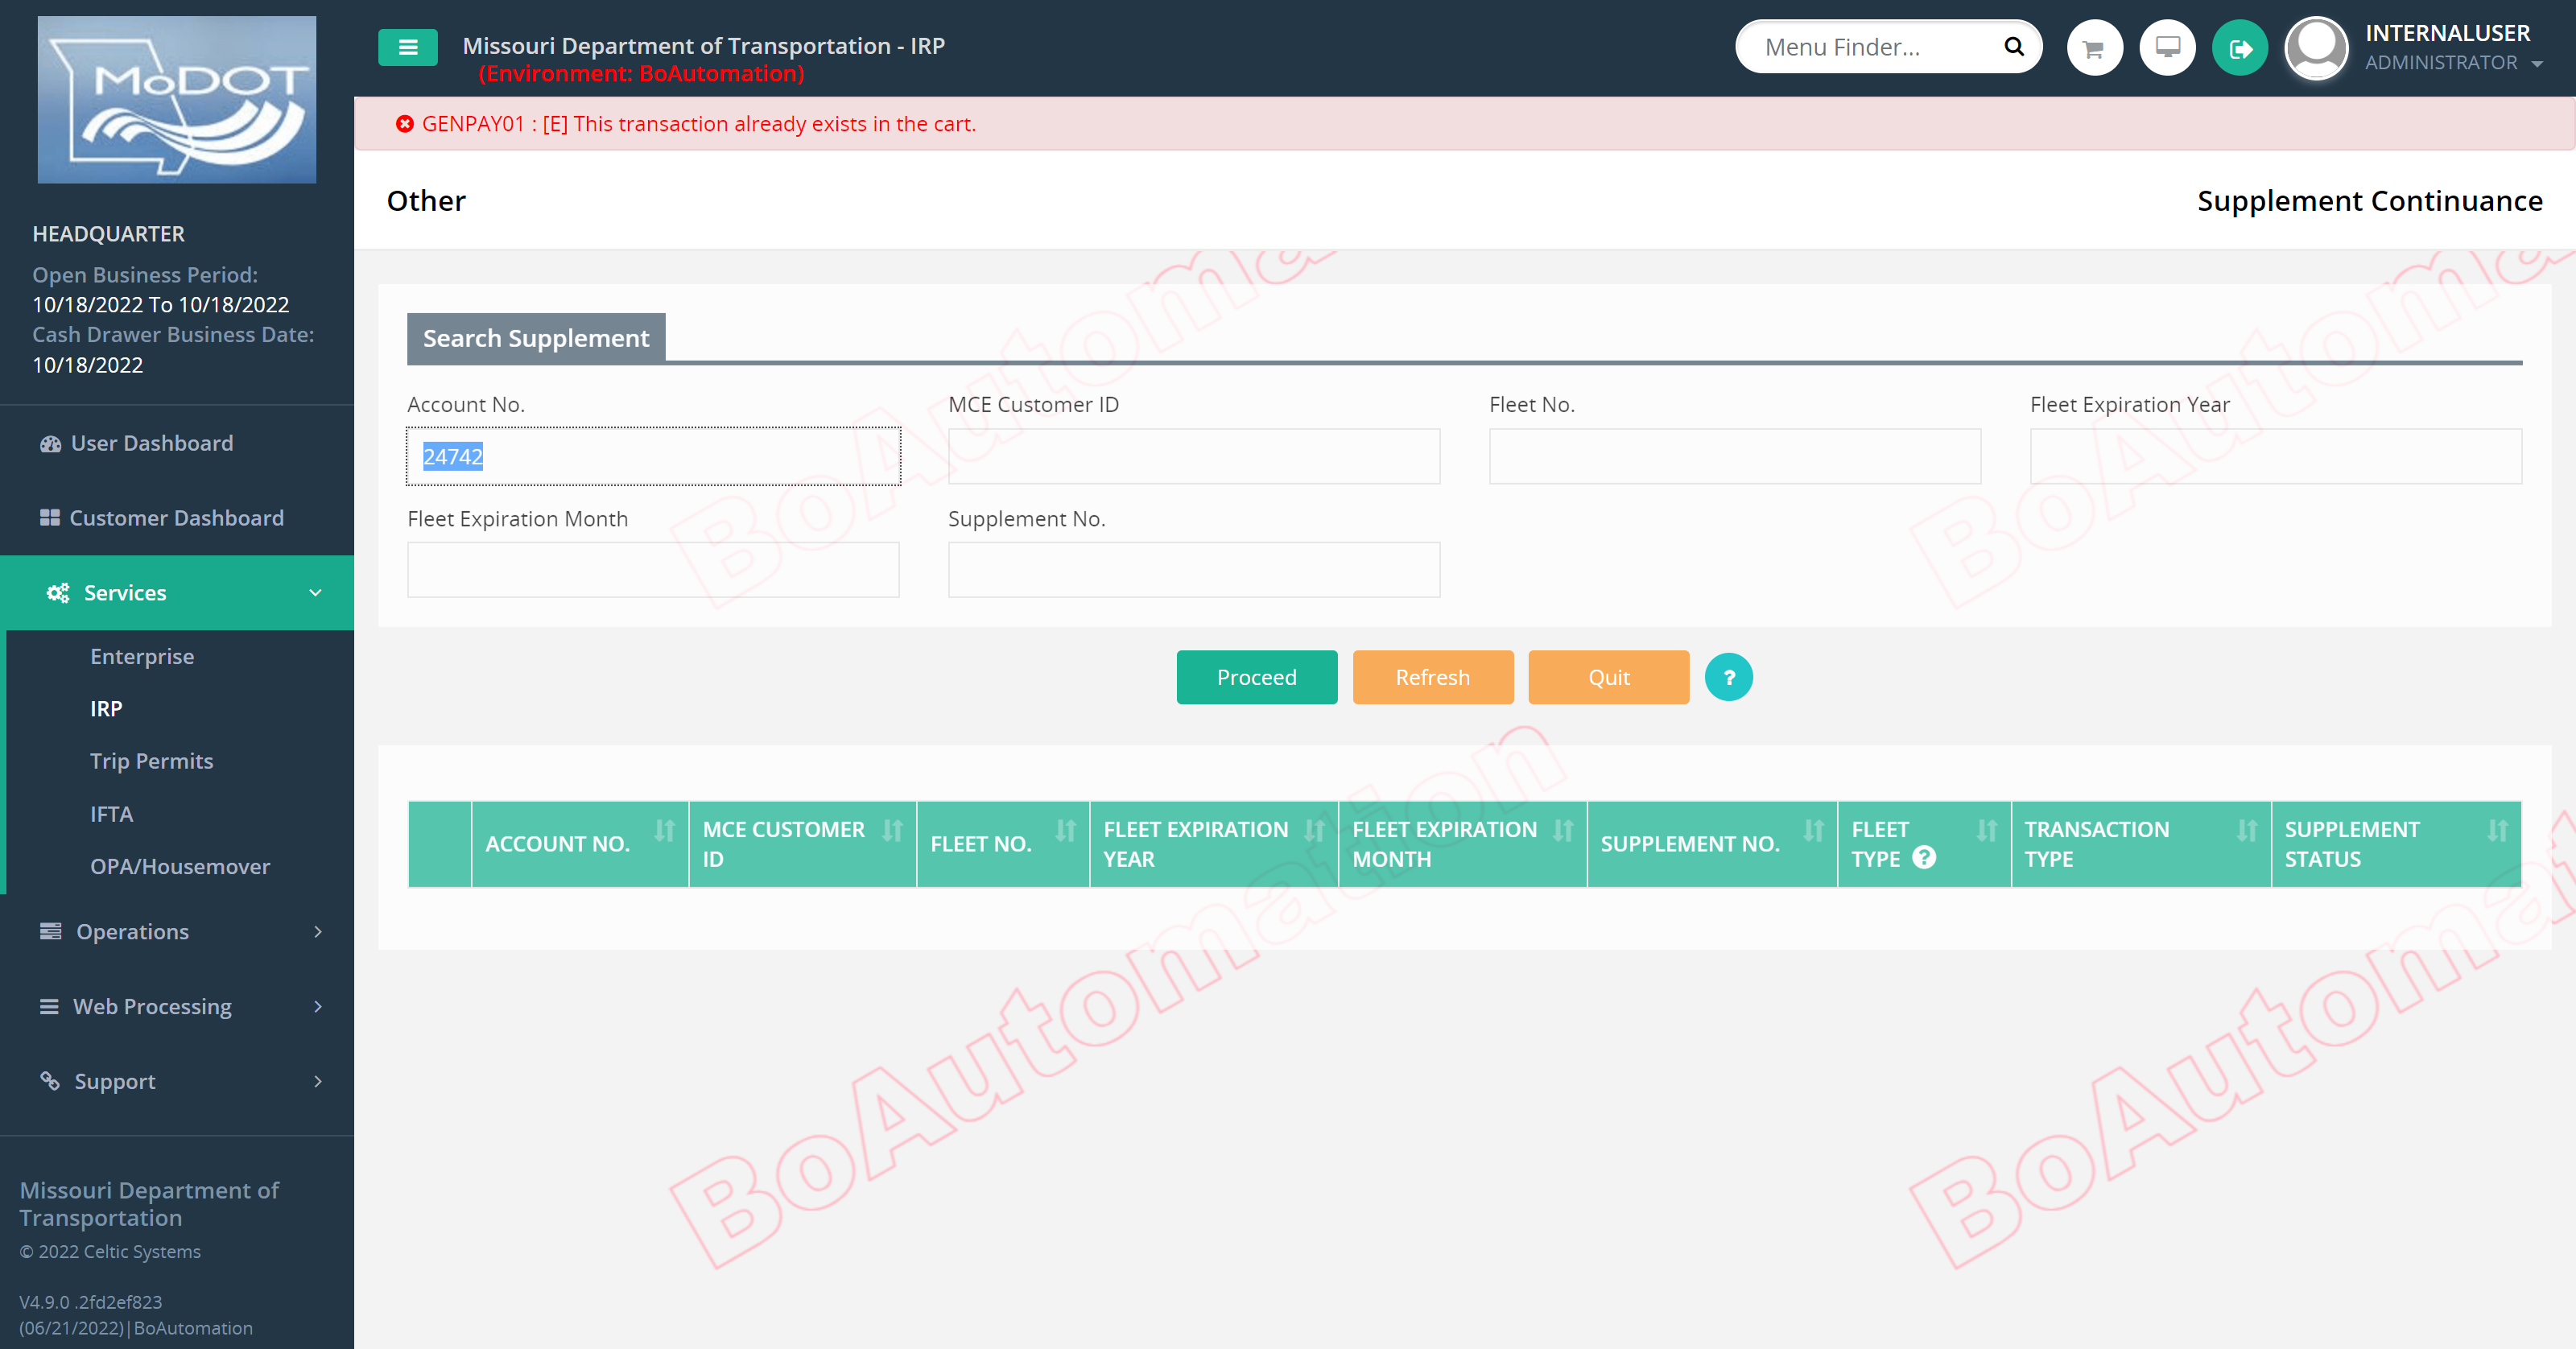 MoDOT
Missouri Department of Transportation - IRP
(Environment: BoAutomation)
Menu Finder...
INTERNALUSER
ADMINISTRATOR
GENPAY01 : [E] This transaction already exists in the cart.
Other
Supplement Continuance
HEADQUARTER
Open Business Period:
10/18/2022 To 10/18/2022
Cash Drawer Business Date:
10/18/2022
User Dashboard
Customer Dashboard
Services
Enterprise
IRP
Trip Permits
IFTA
OPA/Housemover
Operations
Web Processing
Support
Missouri Department of
Transportation
© 2022 Celtic Systems
V4.9.0 .2fd2ef823
(06/21/2022)|BoAutomation
Search Supplement
Account No.
MCE Customer ID
Fleet No.
Fleet Expiration Year
24742
Fleet Expiration Month
Supplement No.
Proceed
Refresh
Quit
?
ACCOUNT NO.
MCE CUSTOMER
ID
FLEET NO.
FLEET EXPIRATION
YEAR
FLEET EXPIRATION
MONTH
SUPPLEMENT NO.
FLEET
TYPE ?
TRANSACTION
TYPE
SUPPLEMENT
STATUS
BoAutoma
BoAutoma
BoAutomation
BoAutomat